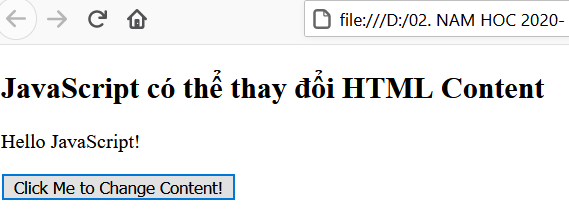 file:///D:/02. NAM HOC 2020-
JavaScript có thể thay đổi HTML Content
Hello JavaScript!
Click Me to Change Content!